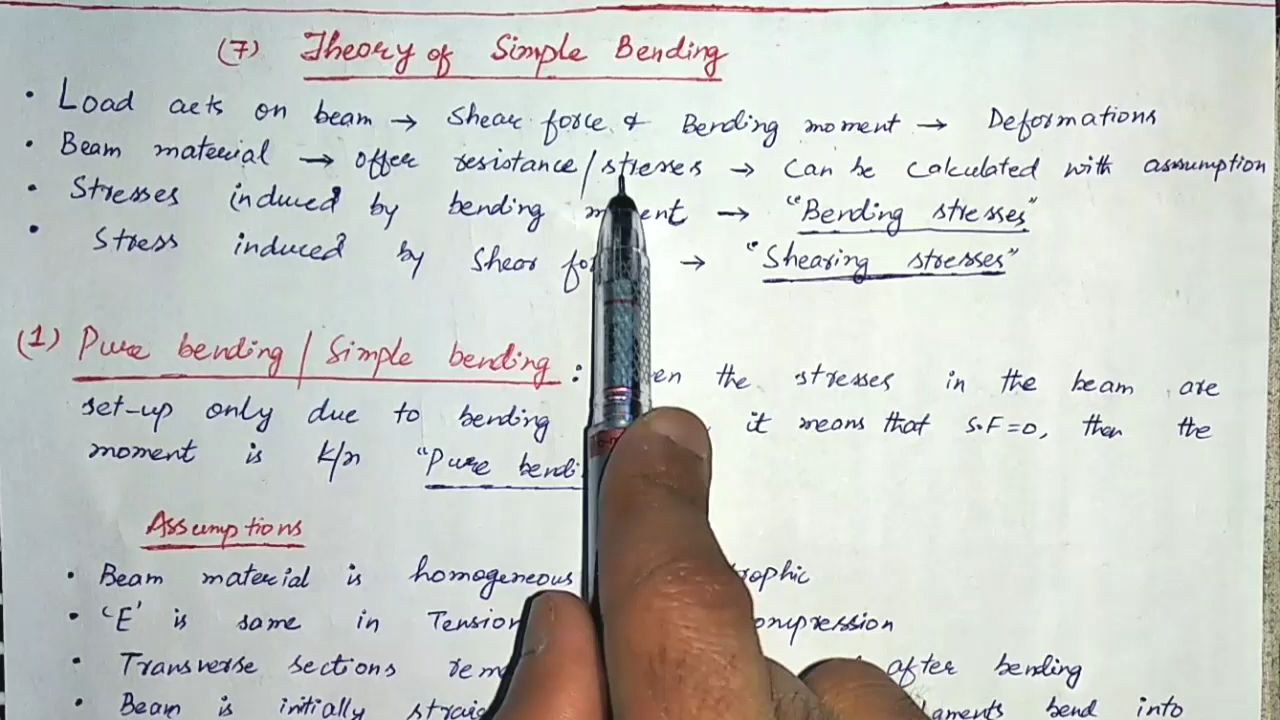 (7) Theory of Simple Bending
• Load acts on beam → Shear force & Bending moment → Deformations
• Beam material → offer resistance/stresses → Can be calculated with assumption
• Stresses induced by bending moment → "Bending stresses"
• Stress induced by shear → "Shearing stresses"
(1) Pure bending / Simple bending : the stresses in the beam are
set-up only due to bending it means that S.F=0, then the
moment is k/n "Pure
Assumptions
• Beam material is homogeneous
• 'E' is same in Tension
• Transverse sections after bending
• Beam is initially bend into